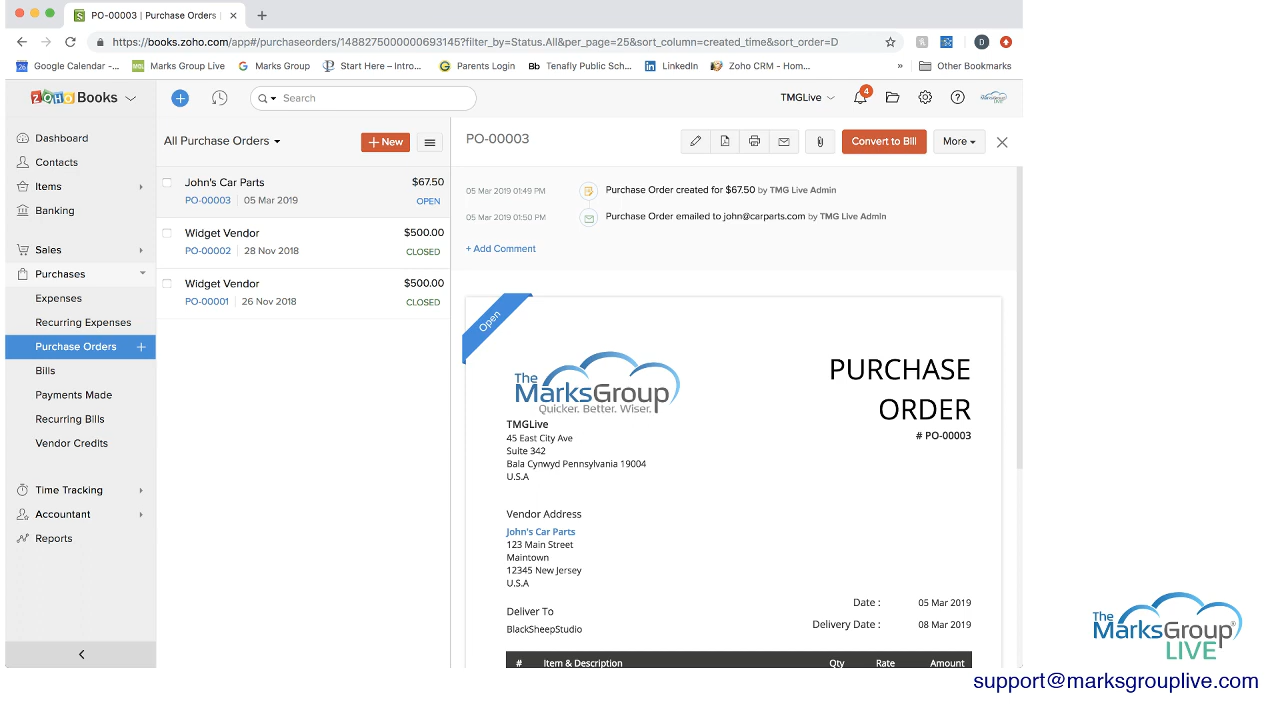 PO-00003 | Purchase Orders
https://books.zoho.com/app#/purchaseorders/1488275000000693145?filter_by=Status.All&per_page=25&sort_column=created_time&sort_order=D
D
Google Calendar -... Marks Group Live Marks Group Start Here – Intro... Parents Login Bb Tenafly Public Sch... LinkedIn Zoho CRM - Hom... » Other Bookmarks
ZOHO Books
Search
TMGLive
4
Dashboard
Contacts
Items
Banking
Sales
Purchases
Expenses
Recurring Expenses
Purchase Orders +
Bills
Payments Made
Recurring Bills
Vendor Credits
Time Tracking
Accountant
Reports
All Purchase Orders
+ New
John's Car Parts $67.50
PO-00003 | 05 Mar 2019 OPEN
Widget Vendor $500.00
PO-00002 | 28 Nov 2018 CLOSED
Widget Vendor $500.00
PO-00001 | 26 Nov 2018 CLOSED
PO-00003
Convert to Bill
More
05 Mar 2019 01:49 PM Purchase Order created for $67.50 by TMG Live Admin
05 Mar 2019 01:50 PM Purchase Order emailed to john@carparts.com by TMG Live Admin
+ Add Comment
Open
The
MarksGroup
Quicker. Better. Wiser.
PURCHASE
ORDER
# PO-00003
TMGLive
45 East City Ave
Suite 342
Bala Cynwyd Pennsylvania 19004
U.S.A
Vendor Address
John's Car Parts
123 Main Street
Maintown
12345 New Jersey
U.S.A
Deliver To
BlackSheepStudio
Date : 05 Mar 2019
Delivery Date : 08 Mar 2019
# Item & Description Qty Rate Amount
The
MarksGroup®
LIVE
support@marksgrouplive.com